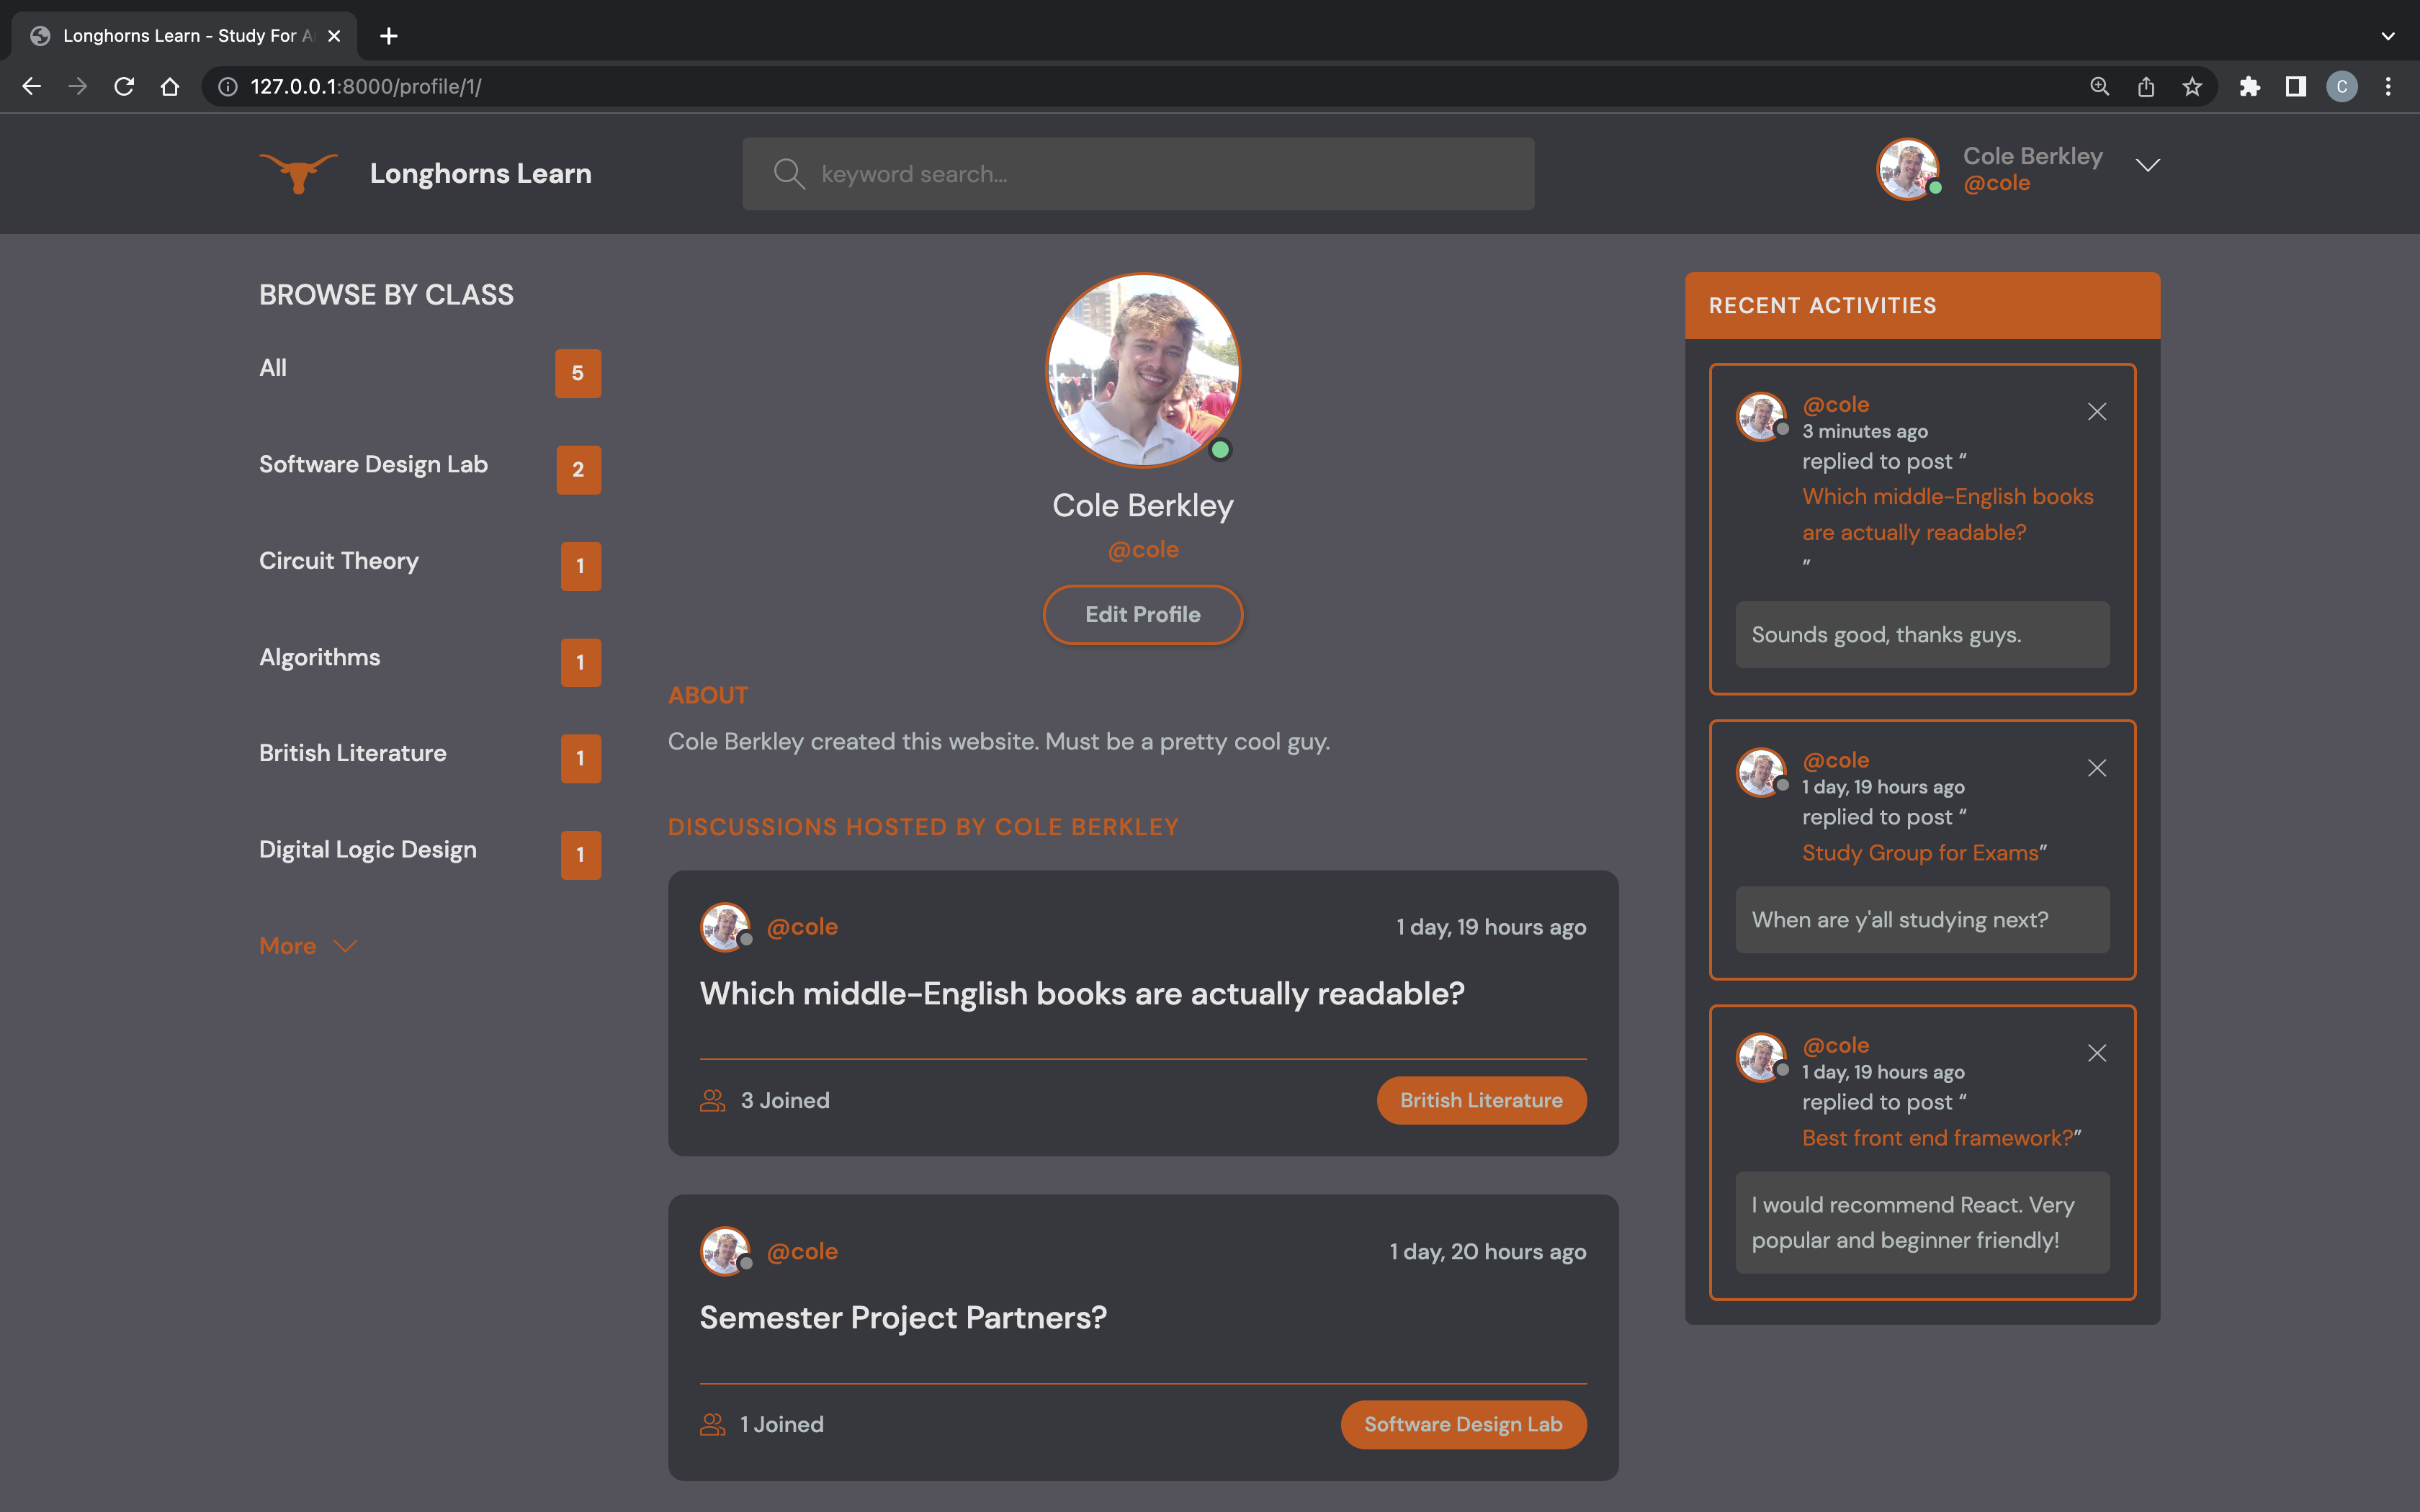 Longhorns Learn - Study For A
127.0.0.1:8000/profile/1/
C
Longhorns Learn
keyword search...
Cole Berkley
@cole
BROWSE BY CLASS
All 5
Software Design Lab 2
Circuit Theory 1
Algorithms 1
British Literature 1
Digital Logic Design 1
More
Cole Berkley
@cole
Edit Profile
ABOUT
Cole Berkley created this website. Must be a pretty cool guy.
DISCUSSIONS HOSTED BY COLE BERKLEY
@cole 1 day, 19 hours ago
Which middle-English books are actually readable?
3 Joined British Literature
@cole 1 day, 20 hours ago
Semester Project Partners?
1 Joined Software Design Lab
RECENT ACTIVITIES
@cole
3 minutes ago
replied to post “
Which middle-English books
are actually readable?
”
Sounds good, thanks guys.
@cole
1 day, 19 hours ago
replied to post “
Study Group for Exams”
When are y'all studying next?
@cole
1 day, 19 hours ago
replied to post “
Best front end framework?”
I would recommend React. Very
popular and beginner friendly!